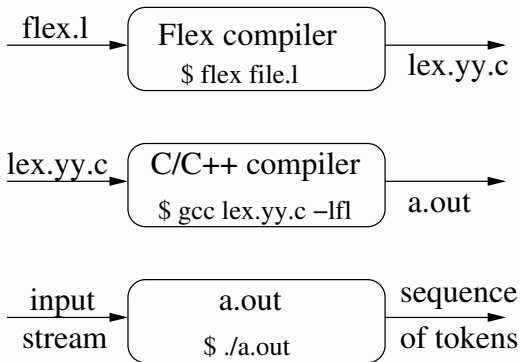 flex.l
Flex compiler
$ flex file.l
lex.yy.c
lex.yy.c
C/C++ compiler
$ gcc lex.yy.c −lfl
a.out
input
stream
a.out
$ ./a.out
sequence
of tokens